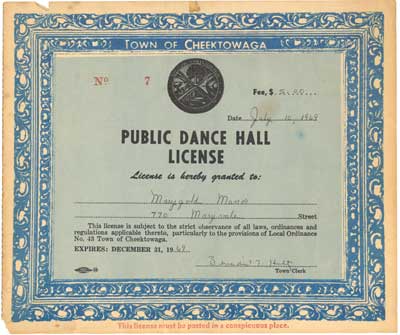 TOWN OF CHEEKTOWAGA
No 7
Fee, $
Date July 10, 1969
PUBLIC DANCE HALL
LICENSE
License is hereby granted to:
Marygold Manor
770 Maryvale Street
This license is subject to the strict observance of all laws, ordinances and
regulations applicable thereto, particularly to the provisions of Local Ordinance
No. 43 Town of Cheektowaga.
EXPIRES: DECEMBER 31, 1969
Town Clerk
This license must be posted in a conspicuous place.